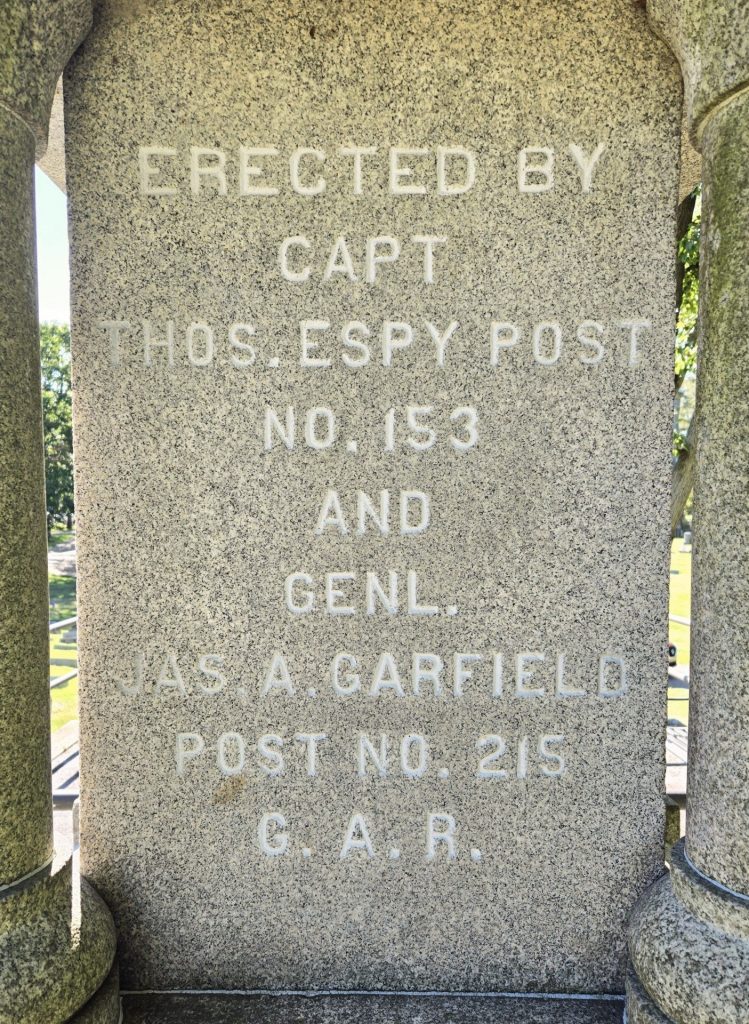 ERECTED BY
CAPT
THOS. ESPY POST
NO. 153
AND
GENL.
JAS. A. GARFIELD
POST NO. 215
G. A. R.